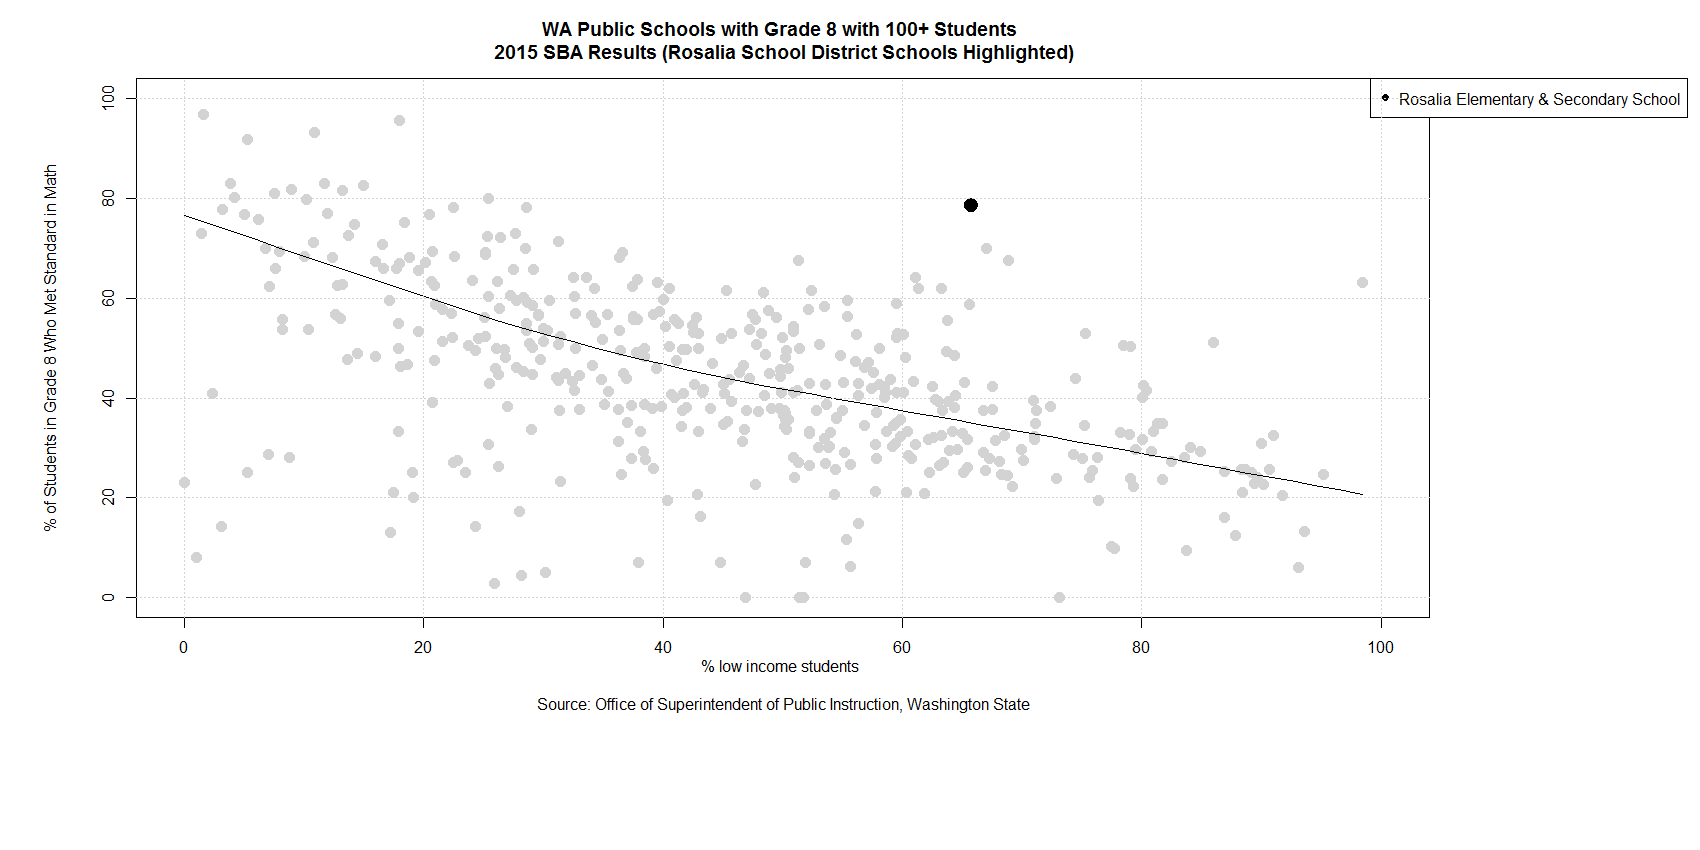 WA Public Schools with Grade 8 with 100+ Students
2015 SBA Results (Rosalia School District Schools Highlighted)
Rosalia Elementary & Secondary School
% of Students in Grade 8 Who Met Standard in Math
100
80
60
40
20
0
0 20 40 60 80 100
% low income students
Source: Office of Superintendent of Public Instruction, Washington State